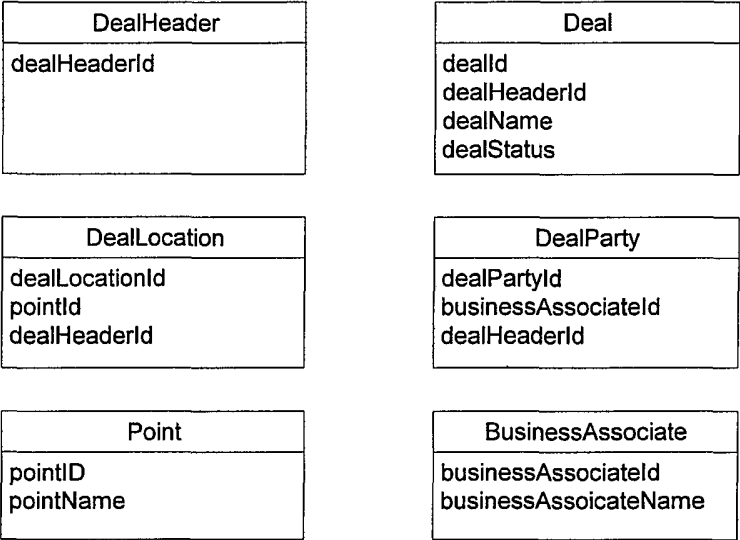 DealHeader
dealHeaderId
Deal
dealId
dealHeaderId
dealName
dealStatus
DealLocation
dealLocationId
pointId
dealHeaderId
DealParty
dealPartyId
businessAssociateId
dealHeaderId
Point
pointID
pointName
BusinessAssociate
businessAssociateId
businessAssoicateName